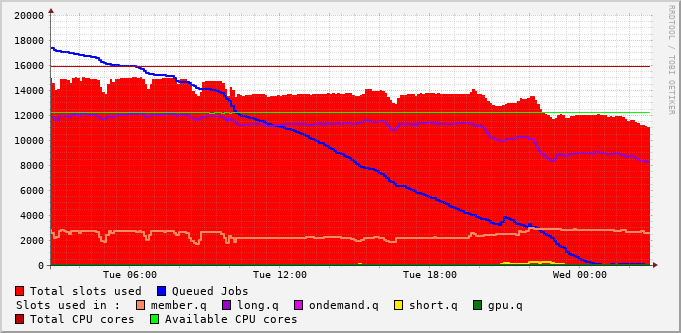 20000
18000
16000
14000
12000
10000
8000
6000
4000
2000
0
Tue 06:00 Tue 12:00 Tue 18:00 Wed 00:00
Total slots used Queued Jobs
Slots used in : member.q long.q ondemand.q short.q gpu.q
Total CPU cores Available CPU cores
RRDTOOL / TOBI OETIKER